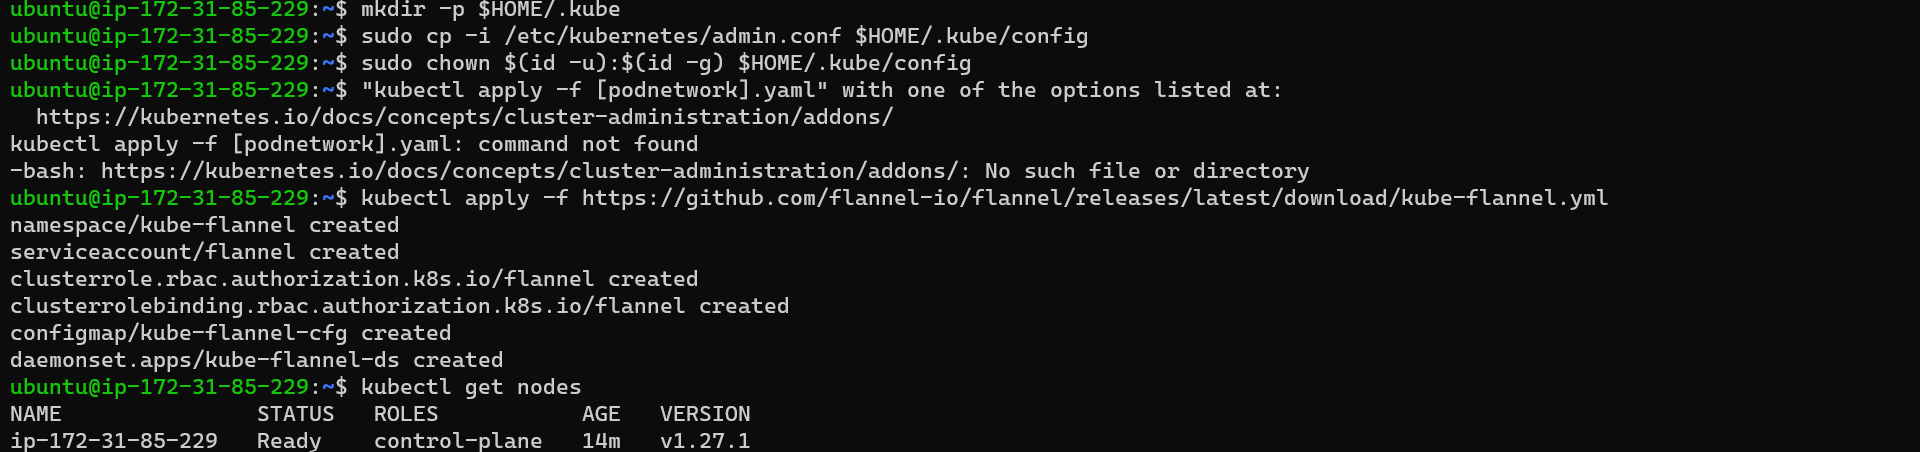 ubuntu@ip-172-31-85-229:~$ mkdir -p $HOME/.kube
ubuntu@ip-172-31-85-229:~$ sudo cp -i /etc/kubernetes/admin.conf $HOME/.kube/config
ubuntu@ip-172-31-85-229:~$ sudo chown $(id -u):$(id -g) $HOME/.kube/config
ubuntu@ip-172-31-85-229:~$ "kubectl apply -f [podnetwork].yaml" with one of the options listed at:
  https://kubernetes.io/docs/concepts/cluster-administration/addons/
kubectl apply -f [podnetwork].yaml: command not found
-bash: https://kubernetes.io/docs/concepts/cluster-administration/addons/: No such file or directory
ubuntu@ip-172-31-85-229:~$ kubectl apply -f https://github.com/flannel-io/flannel/releases/latest/download/kube-flannel.yml
namespace/kube-flannel created
serviceaccount/flannel created
clusterrole.rbac.authorization.k8s.io/flannel created
clusterrolebinding.rbac.authorization.k8s.io/flannel created
configmap/kube-flannel-cfg created
daemonset.apps/kube-flannel-ds created
ubuntu@ip-172-31-85-229:~$ kubectl get nodes
NAME               STATUS   ROLES           AGE   VERSION
ip-172-31-85-229   Ready    control-plane   14m   v1.27.1